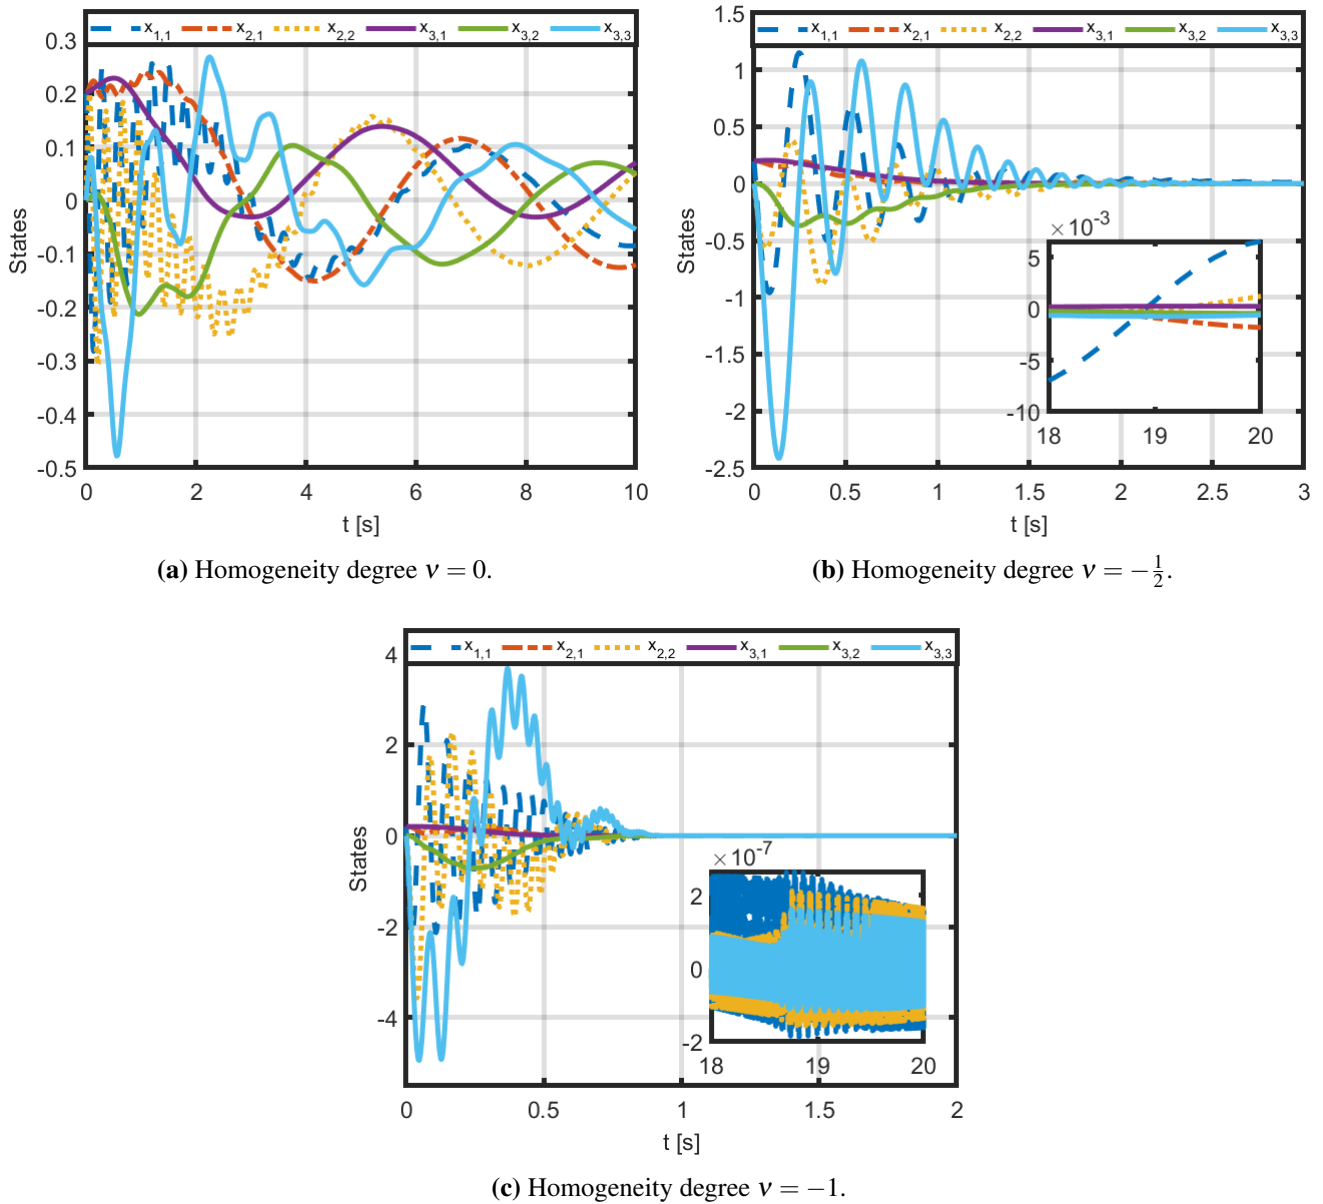 x1,1 x2,1 x2,2 x3,1 x3,2 x3,3
0.3
0.2
0.1
0
-0.1
-0.2
-0.3
-0.4
-0.5
States
0 2 4 6 8 10
t [s]
(a) Homogeneity degree ν = 0.
1.5
x1,1 x2,1 x2,2 x3,1 x3,2 x3,3
1
0.5
0
-0.5
-1
-1.5
-2
-2.5
States
×10-3
5
0
-5
-10
18 19 20
0 0.5 1 1.5 2 2.5 3
t [s]
(b) Homogeneity degree ν = −1/2.
x1,1 x2,1 x2,2 x3,1 x3,2 x3,3
4
2
0
-2
-4
States
×10-7
2
0
-2
18 19 20
0 0.5 1 1.5 2
t [s]
(c) Homogeneity degree ν = −1.